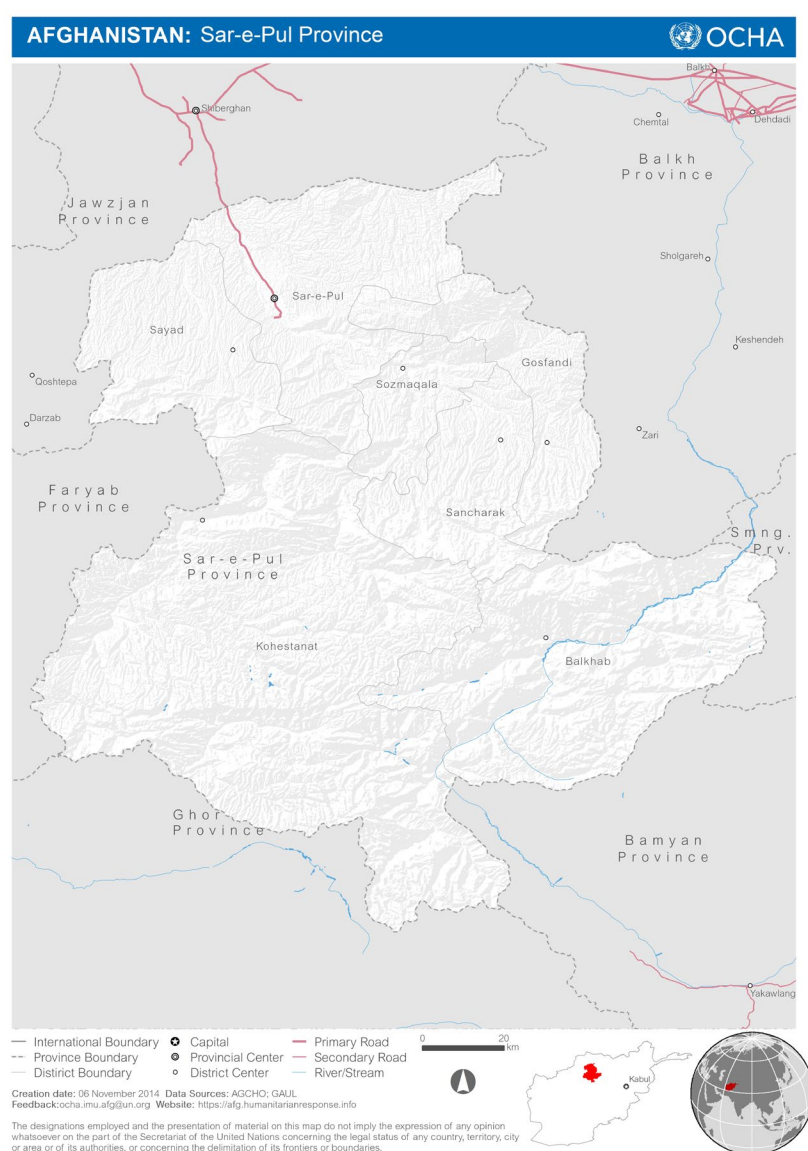 AFGHANISTAN: Sar-e-Pul Province
OCHA
Balkh
Shiberghan
Chemtal
Dehdadi
Balkh
Province
Jawzjan
Province
Sholgareh
Sar-e-Pul
Sayad
Keshendeh
Gosfandi
Qoshtepa
Sozmaqala
Darzab
Zari
Faryab
Province
Sancharak
Smng.
Prv.
Sar-e-Pul
Province
Kohestanat
Balkhab
Ghor
Province
Bamyan
Province
Yakawlang
International Boundary
Province Boundary
Distirict Boundary
Capital
Provincial Center
District Center
Primary Road
Secondary Road
River/Stream
0 20
km
Kabul
Creation date: 06 November 2014 Data Sources: AGCHO; GAUL
Feedback:ocha.imu.afg@un.org Website: https://afg.humanitarianresponse.info
The designations employed and the presentation of material on this map do not imply the expression of any opinion
whatsoever on the part of the Secretariat of the United Nations concerning the legal status of any country, territory, city
or area or of its authorities, or concerning the delimitation of its frontiers or boundaries.